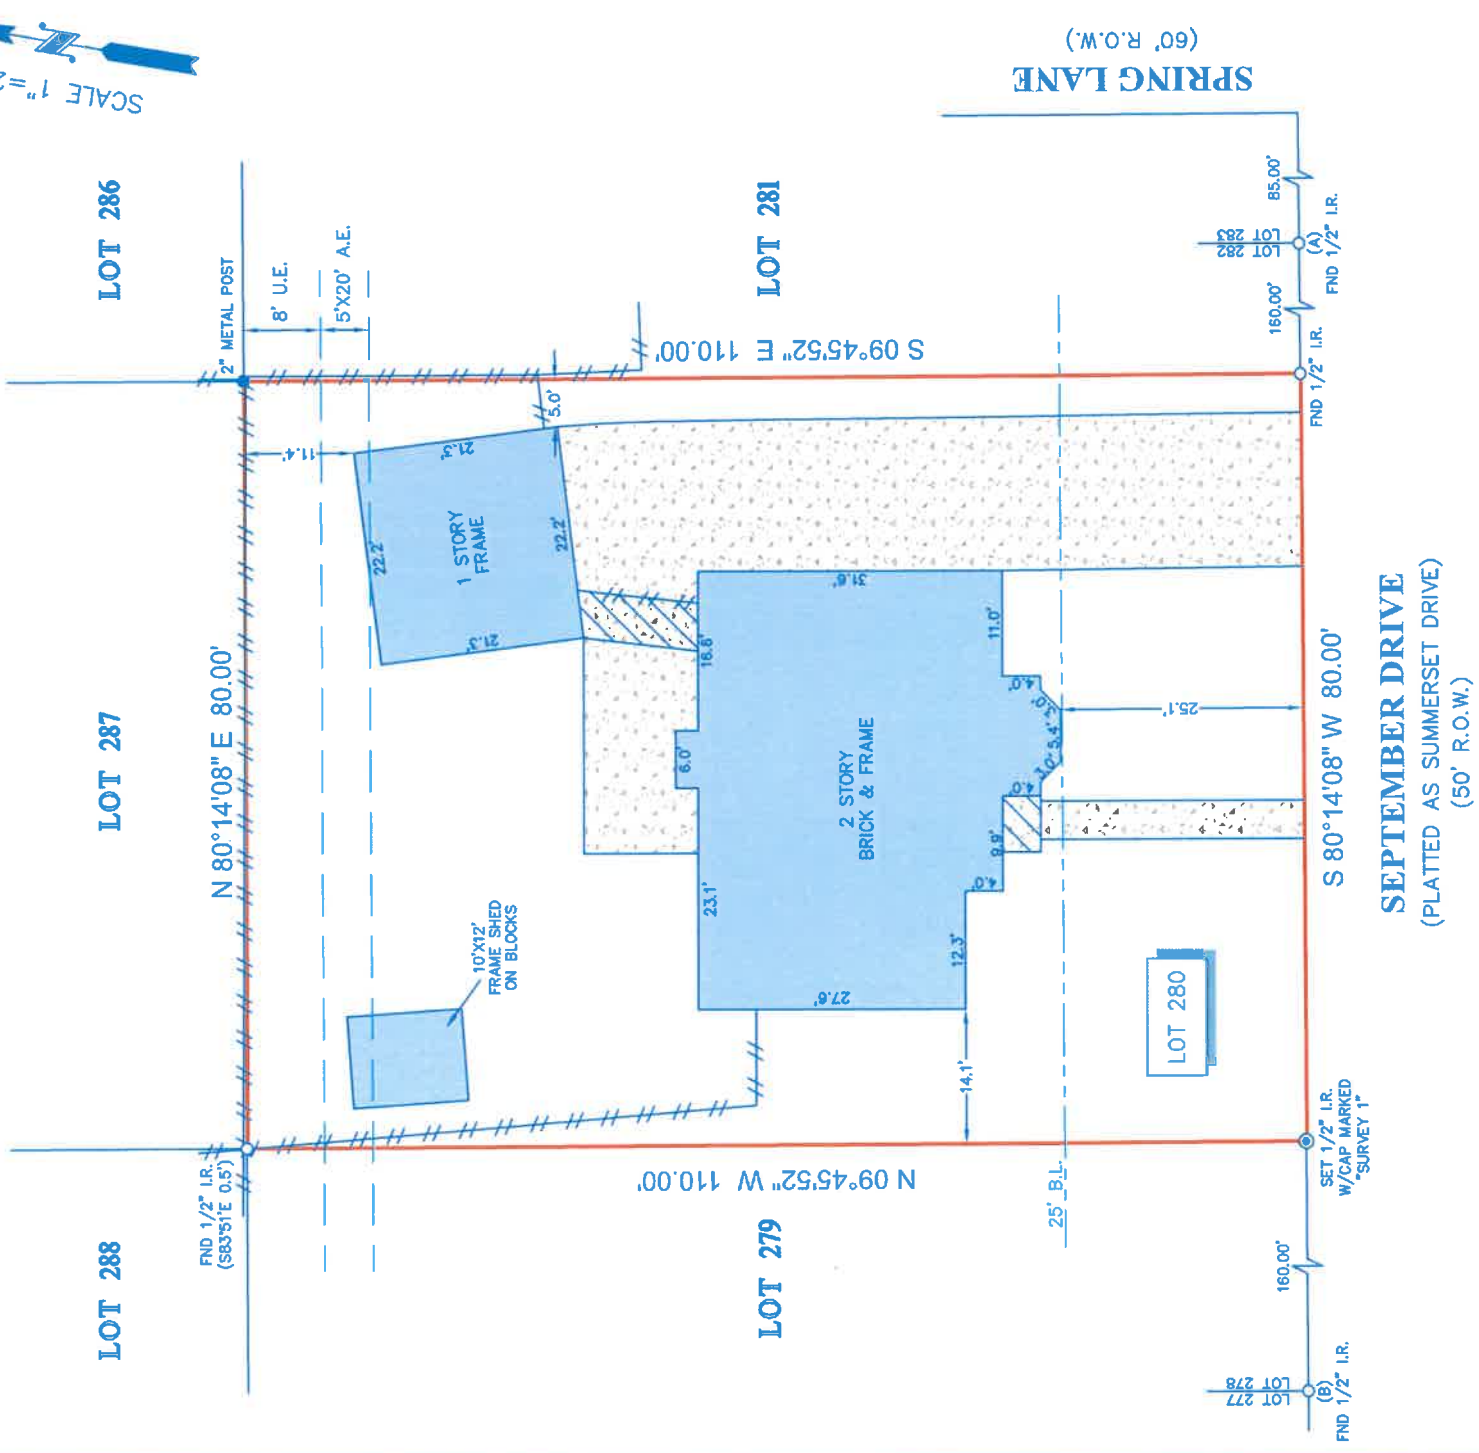 SCALE 1"=2
LOT 286
LOT 287
LOT 288
2" METAL POST
8' U.E.
5'X20' A.E.
N 80°14'08" E 80.00'
11.4'
5.0'
22.2'
21.3'
1 STORY
FRAME
22.2'
21.3'
S 09°45'52" E 110.00'
LOT 281
SPRING LANE
(60' R.O.W.)
85.00'
LOT 283
LOT 282
(A)
FND 1/2" I.R.
160.00'
FND 1/2" I.R.
10'X12'
FRAME SHED
ON BLOCKS
FND 1/2" I.R.
(S83°51'E 0.5')
16.6'
6.0'
23.1'
31.6'
27.6'
2 STORY
BRICK & FRAME
11.0'
4.0'
3.0'
5.4'
3.0'
4.0'
9.9'
4.0'
12.3'
14.1'
25.1'
N 09°45'52" W 110.00'
LOT 279
25' B.L.
LOT 280
S 80°14'08" W 80.00'
SET 1/2" I.R.
W/CAP MARKED
"SURVEY 1"
160.00'
LOT 278
LOT 277
(B)
FND 1/2" I.R.
SEPTEMBER DRIVE
(PLATTED AS SUMMERSET DRIVE)
(50' R.O.W.)